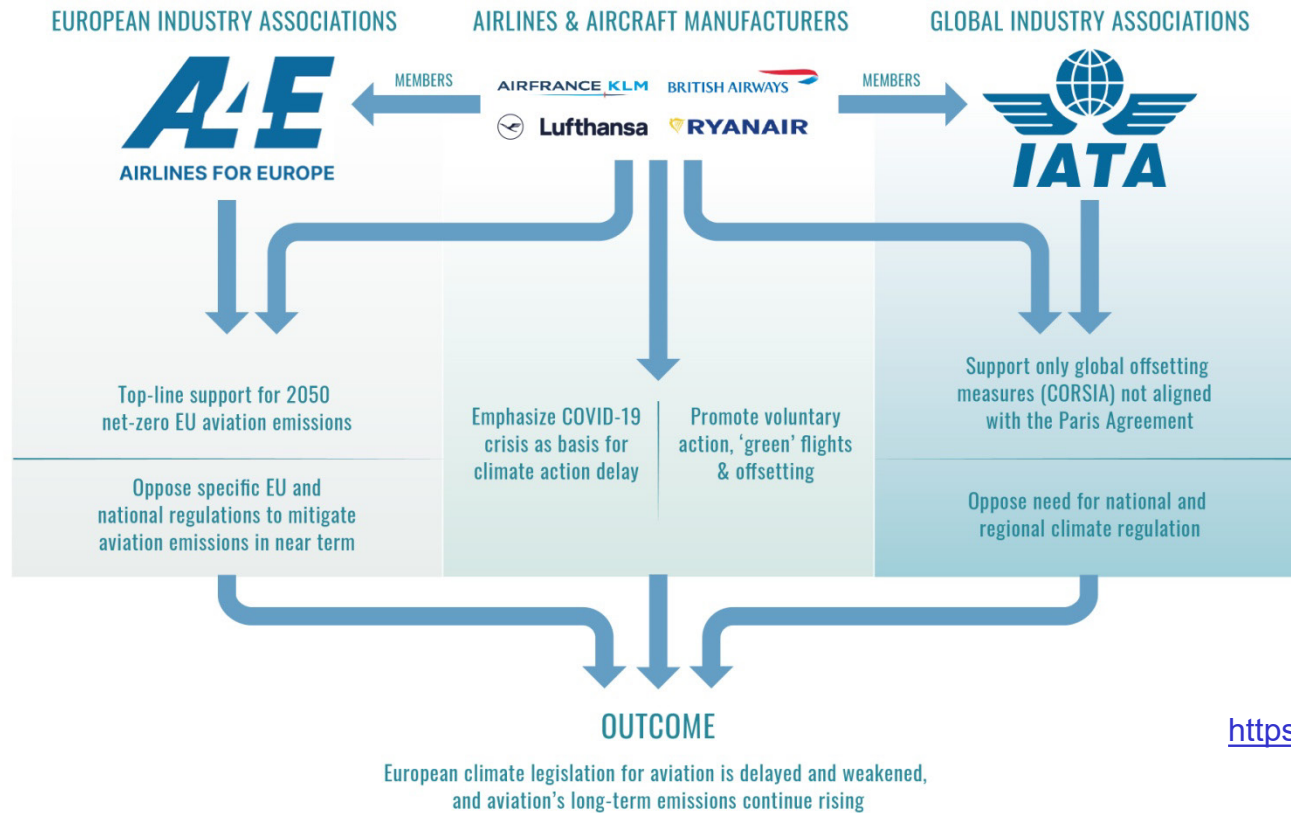 EUROPEAN INDUSTRY ASSOCIATIONS
AIRLINES & AIRCRAFT MANUFACTURERS
GLOBAL INDUSTRY ASSOCIATIONS
A4E
AIRLINES FOR EUROPE
MEMBERS
AIRFRANCE KLM
BRITISH AIRWAYS
Lufthansa
RYANAIR
MEMBERS
IATA
Top-line support for 2050
net-zero EU aviation emissions
Oppose specific EU and
national regulations to mitigate
aviation emissions in near term
Emphasize COVID-19
crisis as basis for
climate action delay
Promote voluntary
action, ‘green’ flights
& offsetting
Support only global offsetting
measures (CORSIA) not aligned
with the Paris Agreement
Oppose need for national and
regional climate regulation
OUTCOME
European climate legislation for aviation is delayed and weakened,
and aviation’s long-term emissions continue rising
https